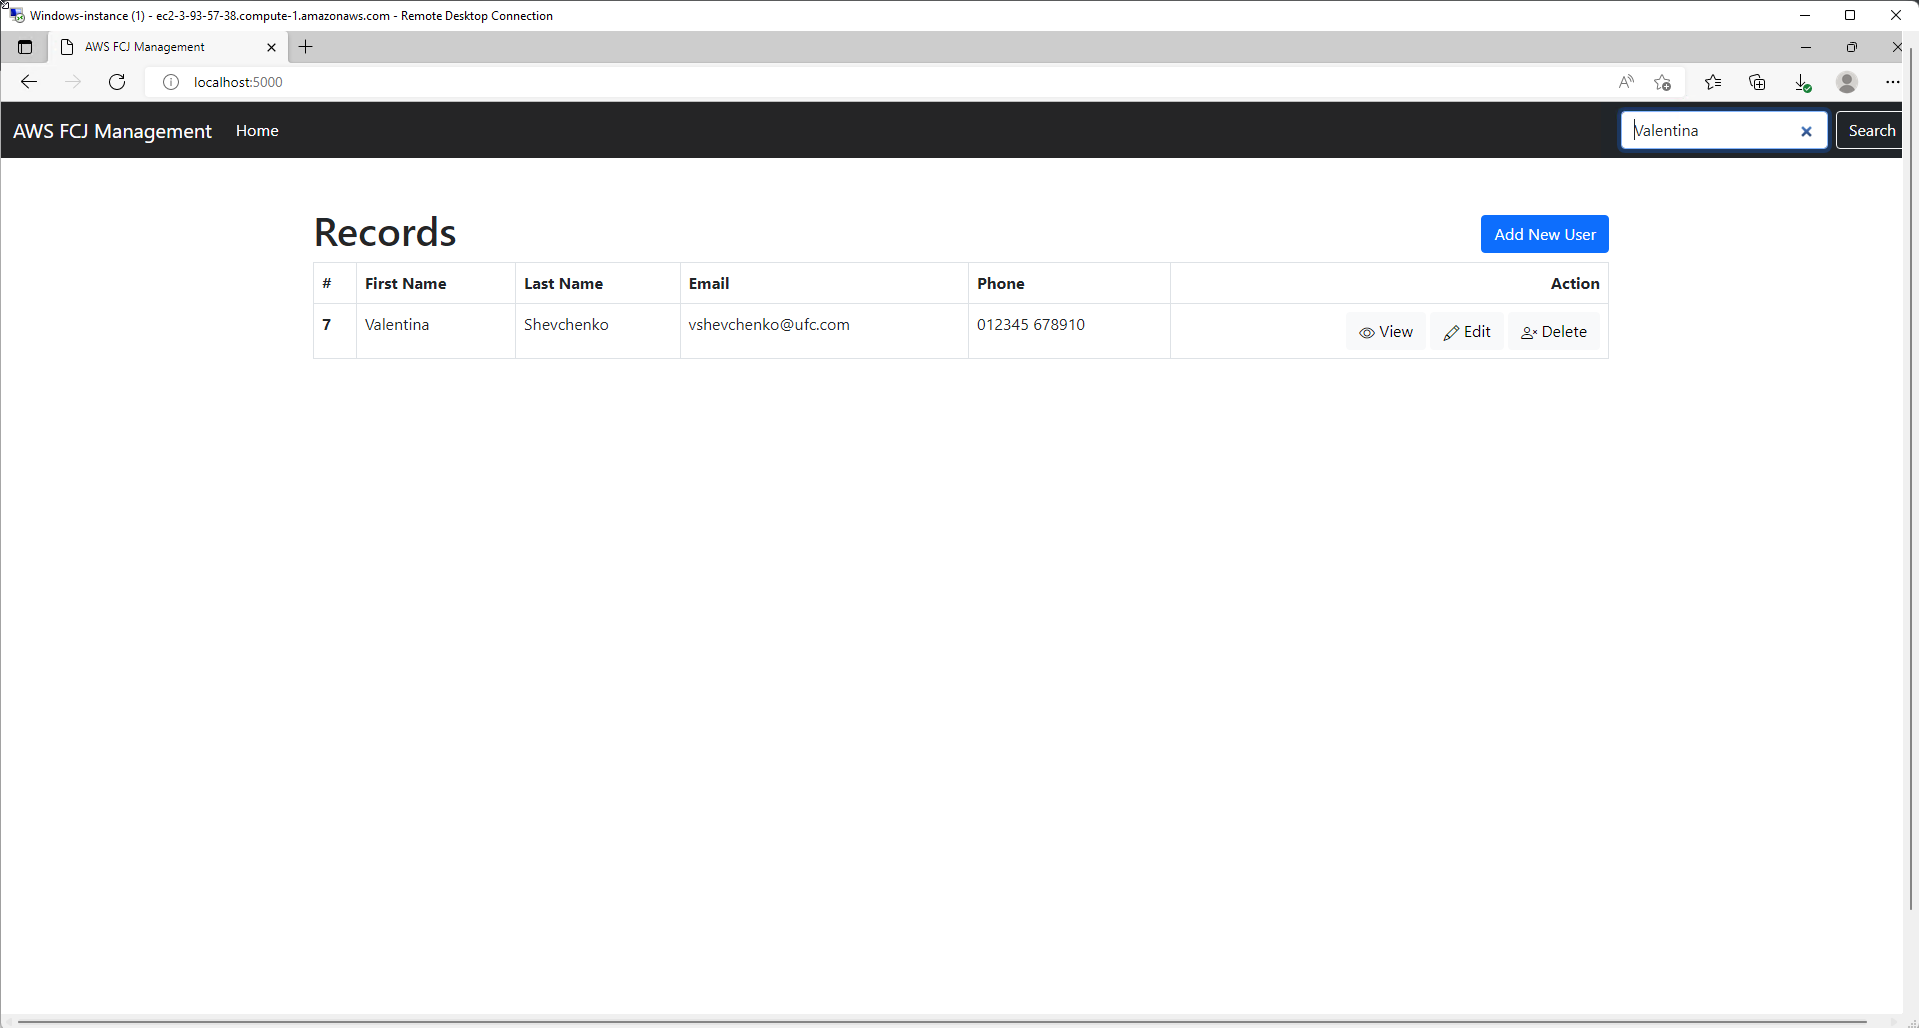 Windows-instance (1) - ec2-3-93-57-38.compute-1.amazonaws.com - Remote Desktop Connection
AWS FCJ Management
localhost:5000
AWS FCJ Management Home Valentina Search
Records Add New User
# First Name Last Name Email Phone Action
7 Valentina Shevchenko vshevchenko@ufc.com 012345 678910 View Edit Delete